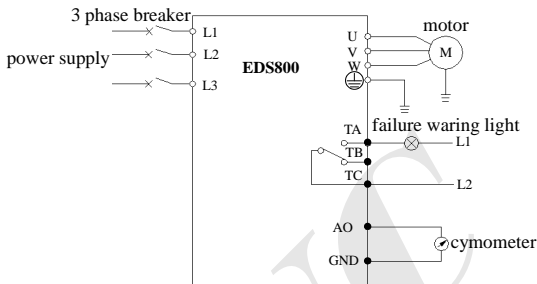 3 phase breaker
L1
power supply
L2
L3
EDS800
U
V
W
motor
M
TA
failure waring light
L1
TB
TC
L2
AO
cymometer
GND